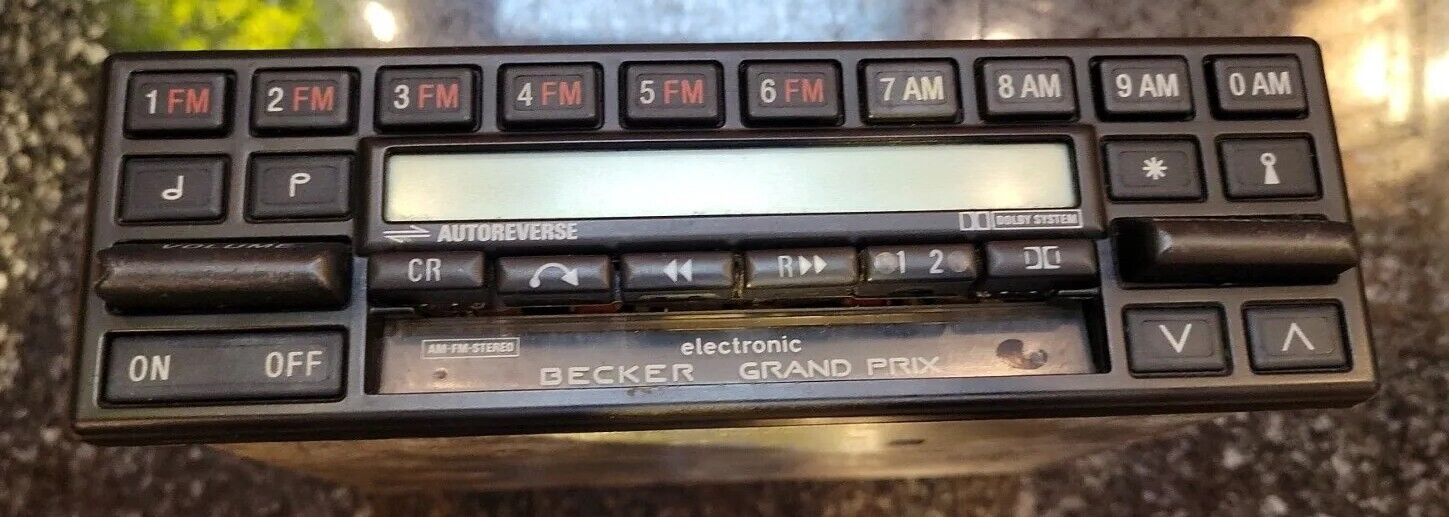 1 FM 2 FM 3 FM 4 FM 5 FM 6 FM 7 AM 8 AM 9 AM 0 AM
*
AUTOREVERSE DOLBY SYSTEM
VOLUME
CR R 1 2
ON OFF
AM-FM-STEREO electronic
BECKER GRAND PRIX